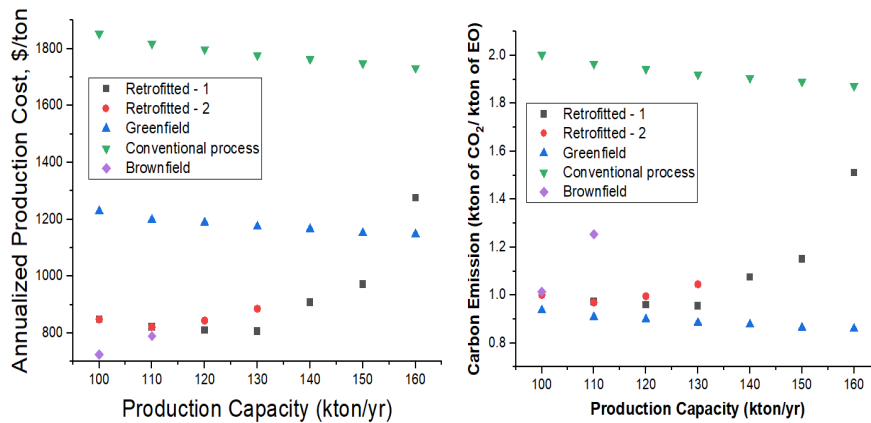 Annualized Production Cost, $/ton
1800
1600
1400
1200
1000
800
Retrofitted - 1
Retrofitted - 2
Greenfield
Conventional process
Brownfield
100 110 120 130 140 150 160
Production Capacity (kton/yr)
Carbon Emission (kton of CO₂/ kton of EO)
2.0
1.8
1.6
1.4
1.2
1.0
0.8
Retrofitted - 1
Retrofitted - 2
Greenfield
Conventional process
Brownfield
100 110 120 130 140 150 160
Production Capacity (kton/yr)